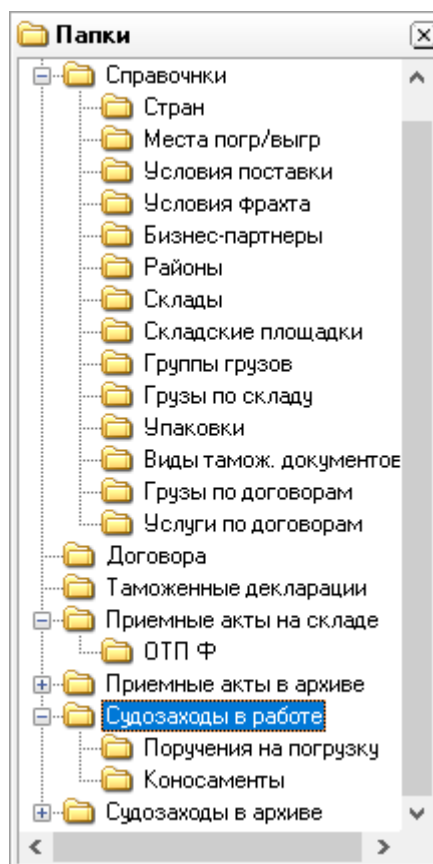 Папки
Справочнки
Стран
Места погр/выгр
Условия поставки
Условия фрахта
Бизнес-партнеры
Районы
Склады
Складские площадки
Группы грузов
Грузы по складу
Упаковки
Виды тамож. документов
Грузы по договорам
Услуги по договорам
Договора
Таможенные декларации
Приемные акты на складе
ОТП Ф
Приемные акты в архиве
Судозаходы в работе
Поручения на погрузку
Коносаменты
Судозаходы в архиве